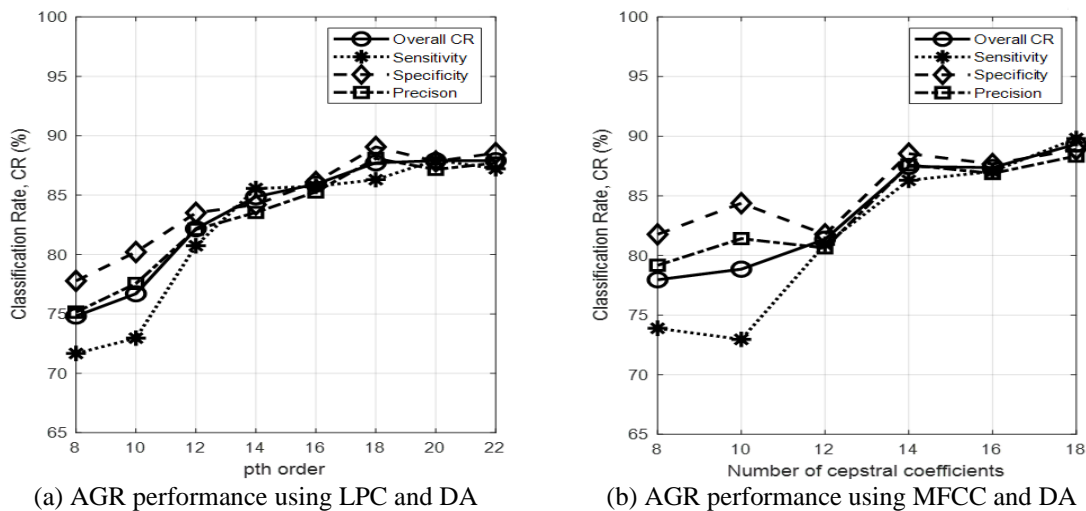 100
95
90
85
80
75
70
65
Classification Rate, CR (%)
Overall CR
Sensitivity
Specificity
Precison
8 10 12 14 16 18 20 22
pth order
(a) AGR performance using LPC and DA
100
95
90
85
80
75
70
65
Classification Rate, CR (%)
Overall CR
Sensitivity
Specificity
Precision
8 10 12 14 16 18
Number of cepstral coefficients
(b) AGR performance using MFCC and DA